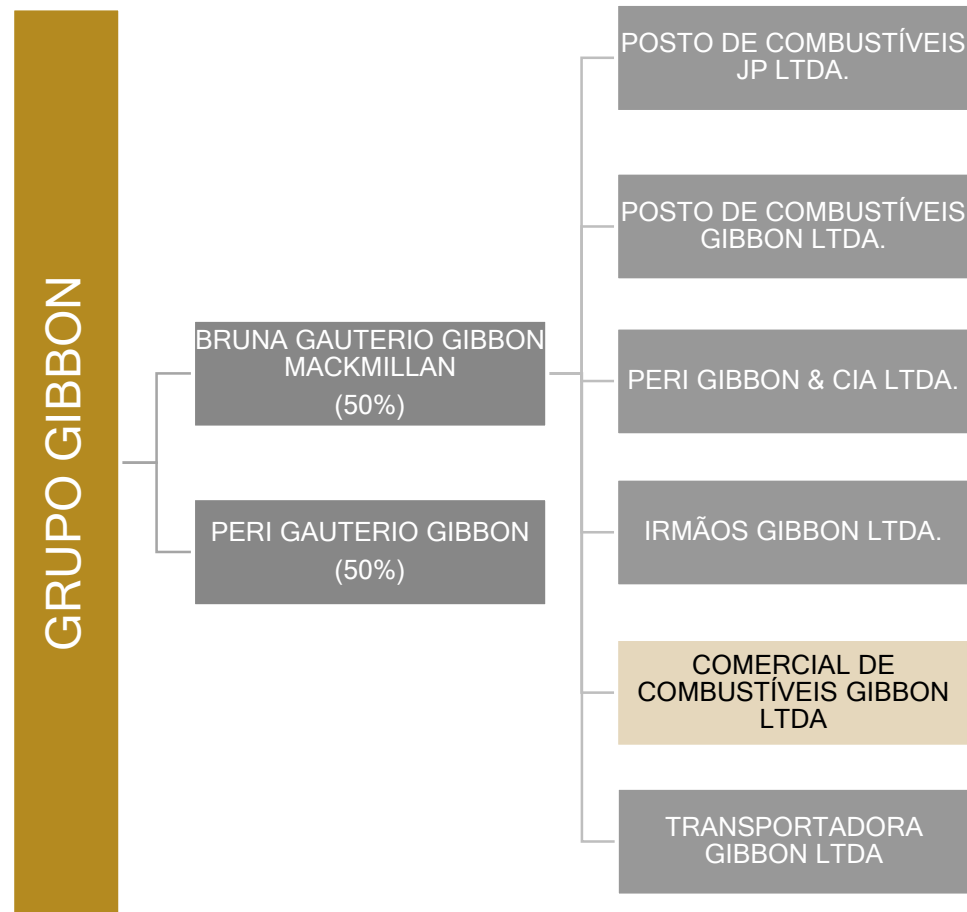 GRUPO GIBBON
BRUNA GAUTERIO GIBBON
MACKMILLAN
(50%)
PERI GAUTERIO GIBBON
(50%)
POSTO DE COMBUSTÍVEIS
JP LTDA.
POSTO DE COMBUSTÍVEIS
GIBBON LTDA.
PERI GIBBON & CIA LTDA.
IRMÃOS GIBBON LTDA.
COMERCIAL DE
COMBUSTÍVEIS GIBBON
LTDA
TRANSPORTADORA
GIBBON LTDA